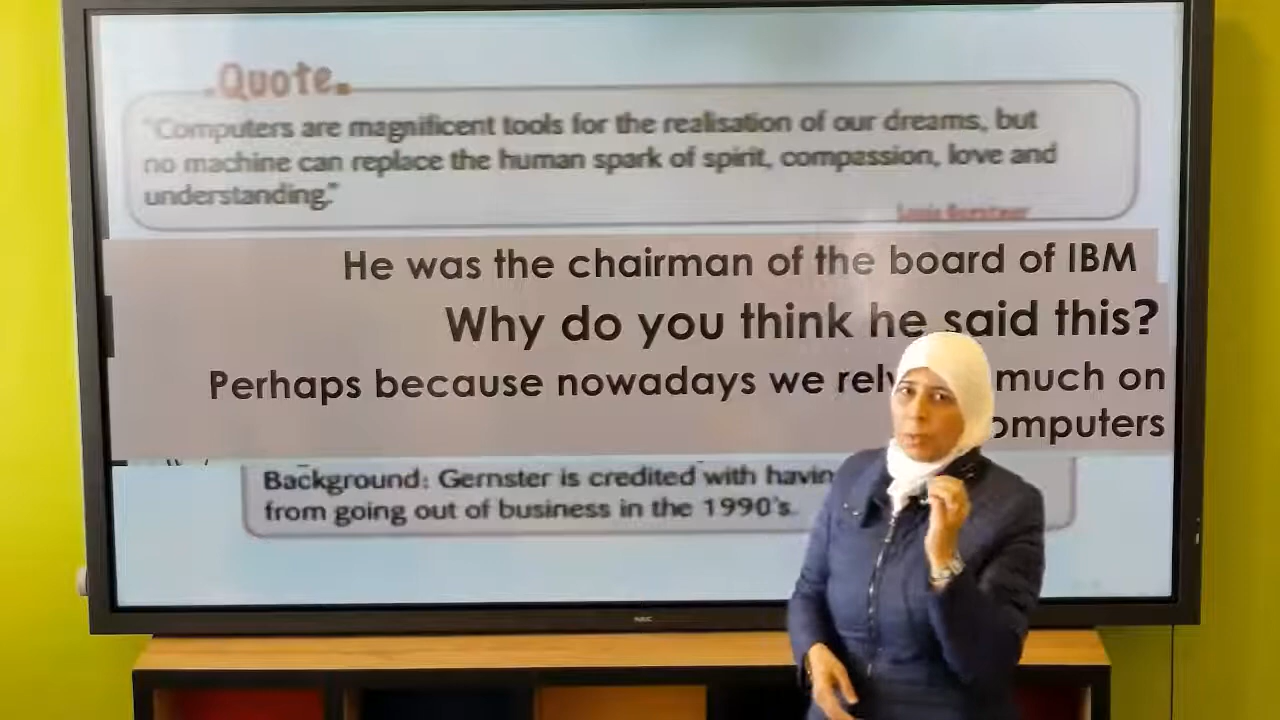 Quote.
"Computers are magnificent tools for the realisation of our dreams, but
no machine can replace the human spark of spirit, compassion, love and
understanding."
He was the chairman of the board of IBM
Why do you think he said this?
Perhaps because nowadays we rely much on
computers
Background: Gernster is credited with
from going out of business in the 1990's.
NEC